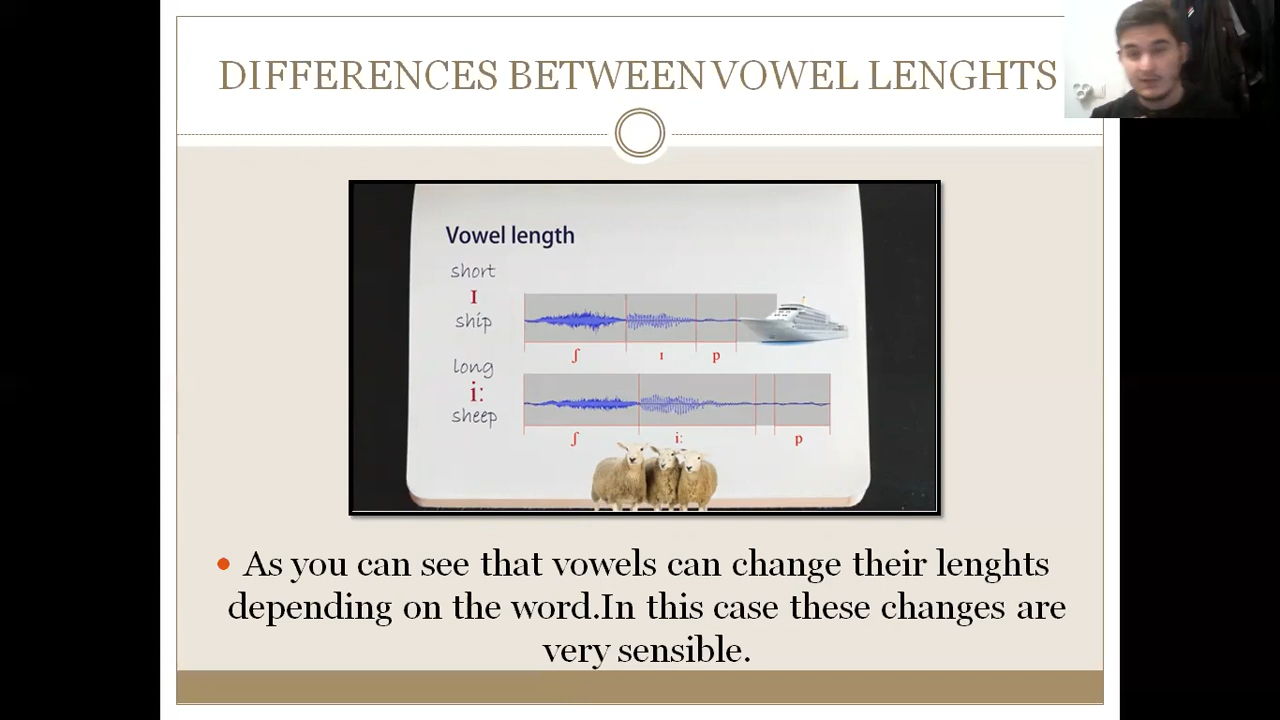 DIFFERENCES BETWEEN VOWEL LENGHTS
Vowel length
short
ɪ
ship
ʃ ɪ p
long
i:
sheep
ʃ i: p
• As you can see that vowels can change their lenghts
depending on the word.In this case these changes are
very sensible.